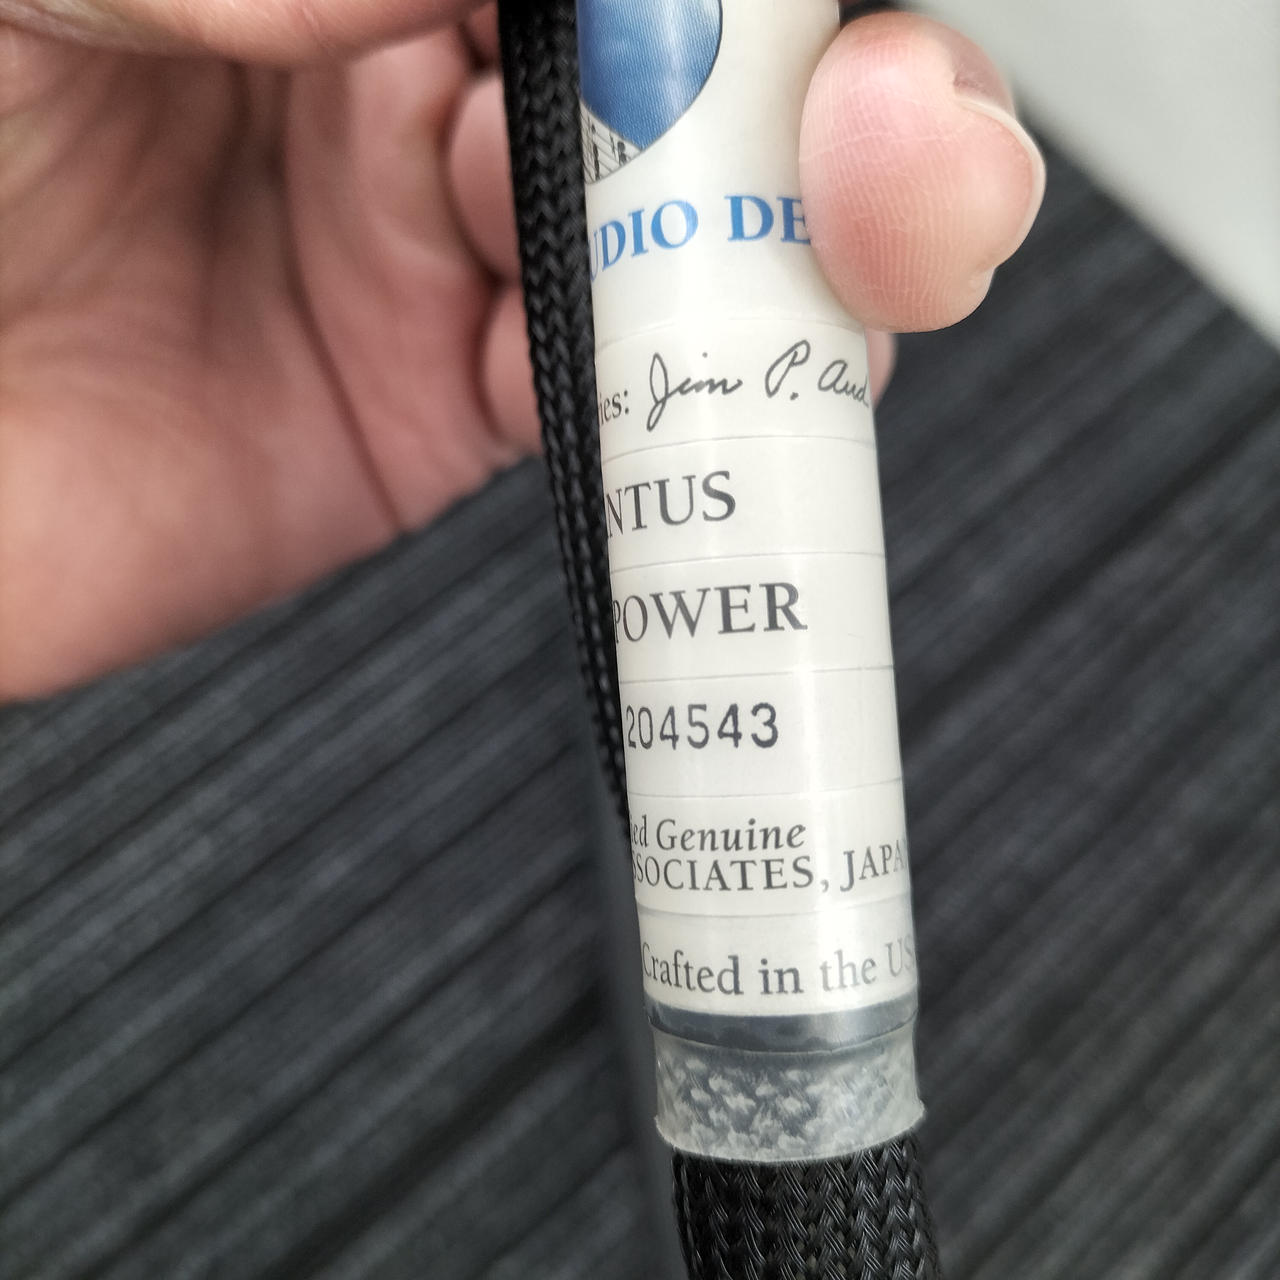 UDIO DE
ies: Jim P. Aud
NTUS
POWER
204543
ed Genuine
SSOCIATES, JAPA
Crafted in the US